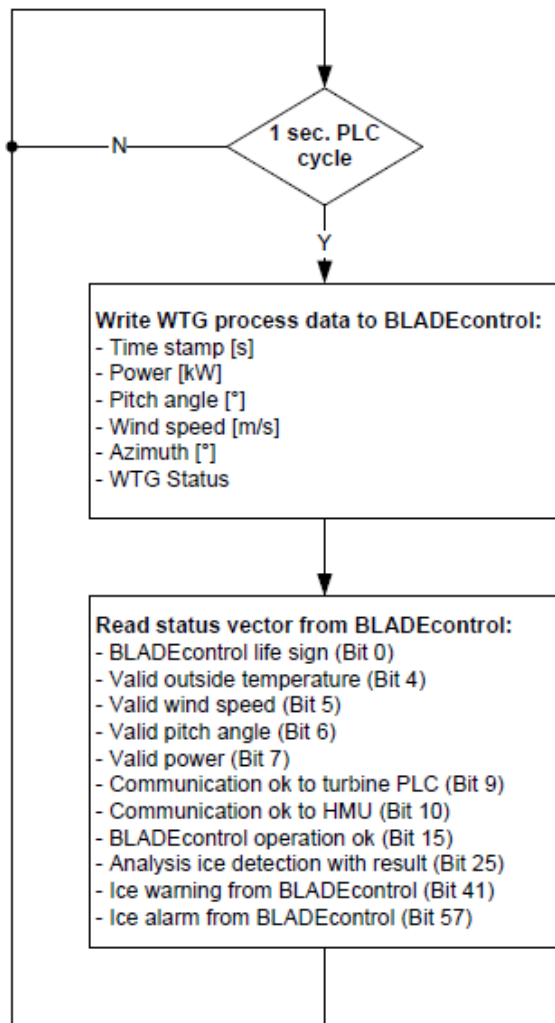 1 sec. PLC
cycle
N
Y
Write WTG process data to BLADEcontrol:
- Time stamp [s]
- Power [kW]
- Pitch angle [°]
- Wind speed [m/s]
- Azimuth [°]
- WTG Status
Read status vector from BLADEcontrol:
- BLADEcontrol life sign (Bit 0)
- Valid outside temperature (Bit 4)
- Valid wind speed (Bit 5)
- Valid pitch angle (Bit 6)
- Valid power (Bit 7)
- Communication ok to turbine PLC (Bit 9)
- Communication ok to HMU (Bit 10)
- BLADEcontrol operation ok (Bit 15)
- Analysis ice detection with result (Bit 25)
- Ice warning from BLADEcontrol (Bit 41)
- Ice alarm from BLADEcontrol (Bit 57)